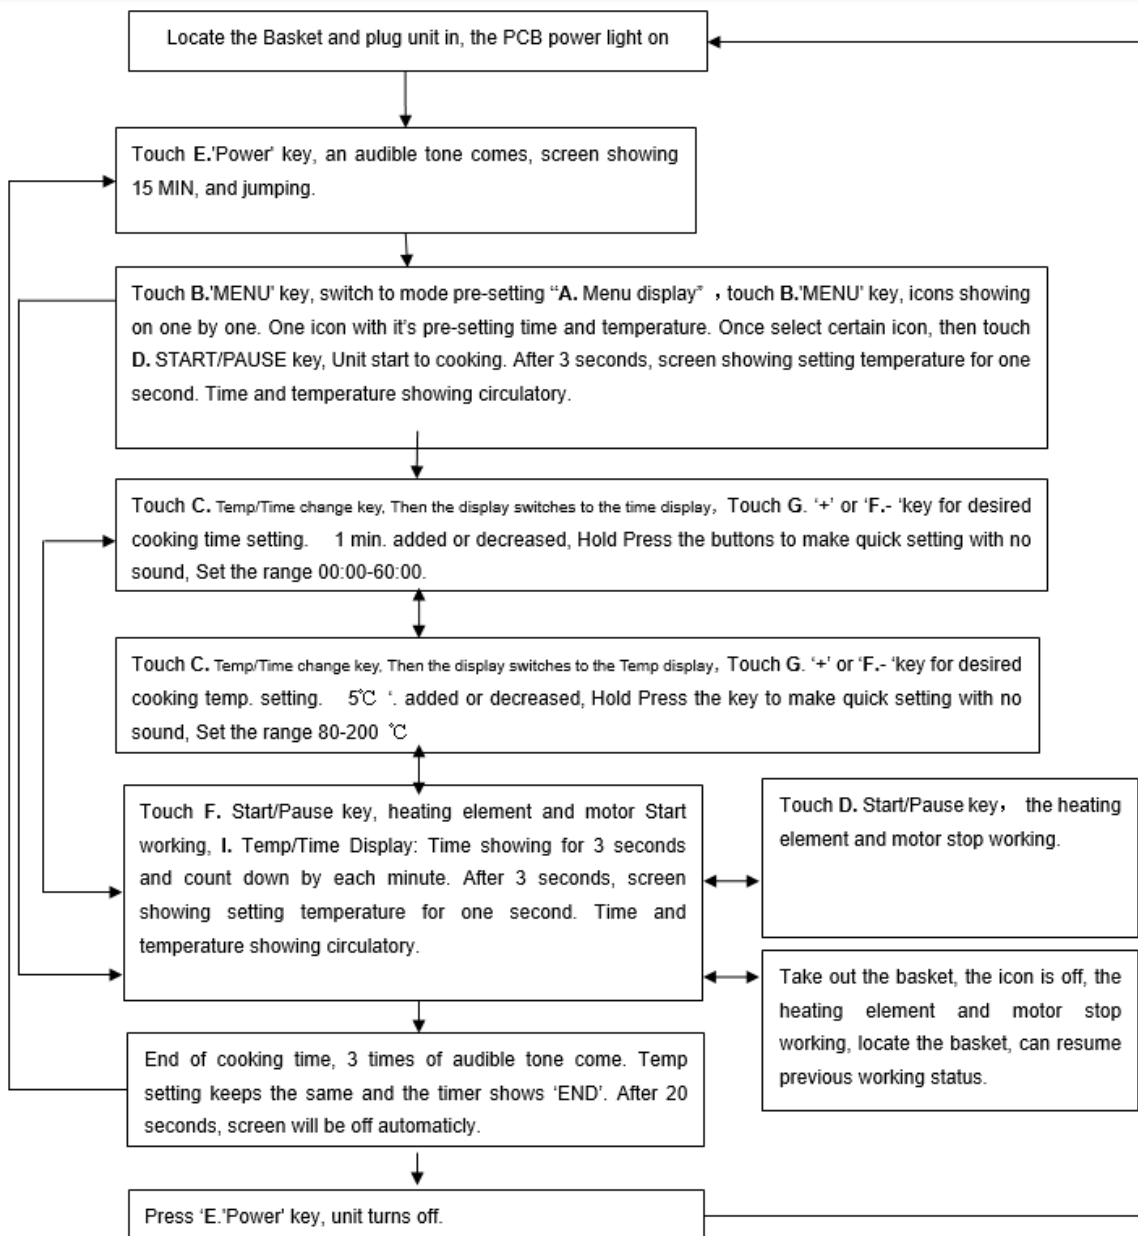 Locate the Basket and plug unit in, the PCB power light on
Touch E.'Power' key, an audible tone comes, screen showing
15 MIN, and jumping.
Touch B.'MENU' key, switch to mode pre-setting “A. Menu display” ，touch B.'MENU' key, icons showing
on one by one. One icon with it's pre-setting time and temperature. Once select certain icon, then touch
D. START/PAUSE key, Unit start to cooking. After 3 seconds, screen showing setting temperature for one
second. Time and temperature showing circulatory.
Touch C. Temp/Time change key, Then the display switches to the time display, Touch G. ‘+’ or ‘F.- ‘key for desired
cooking time setting. 1 min. added or decreased, Hold Press the buttons to make quick setting with no
sound, Set the range 00:00-60:00.
Touch C. Temp/Time change key, Then the display switches to the Temp display, Touch G. ‘+’ or ‘F.- ‘key for desired
cooking temp. setting. 5℃ ‘. added or decreased, Hold Press the key to make quick setting with no
sound, Set the range 80-200 ℃
Touch F. Start/Pause key, heating element and motor Start
working, I. Temp/Time Display: Time showing for 3 seconds
and count down by each minute. After 3 seconds, screen
showing setting temperature for one second. Time and
temperature showing circulatory.
Touch D. Start/Pause key， the heating
element and motor stop working.
Take out the basket, the icon is off, the
heating element and motor stop
working, locate the basket, can resume
previous working status.
End of cooking time, 3 times of audible tone come. Temp
setting keeps the same and the timer shows ‘END’. After 20
seconds, screen will be off automaticly.
Press ‘E.'Power' key, unit turns off.